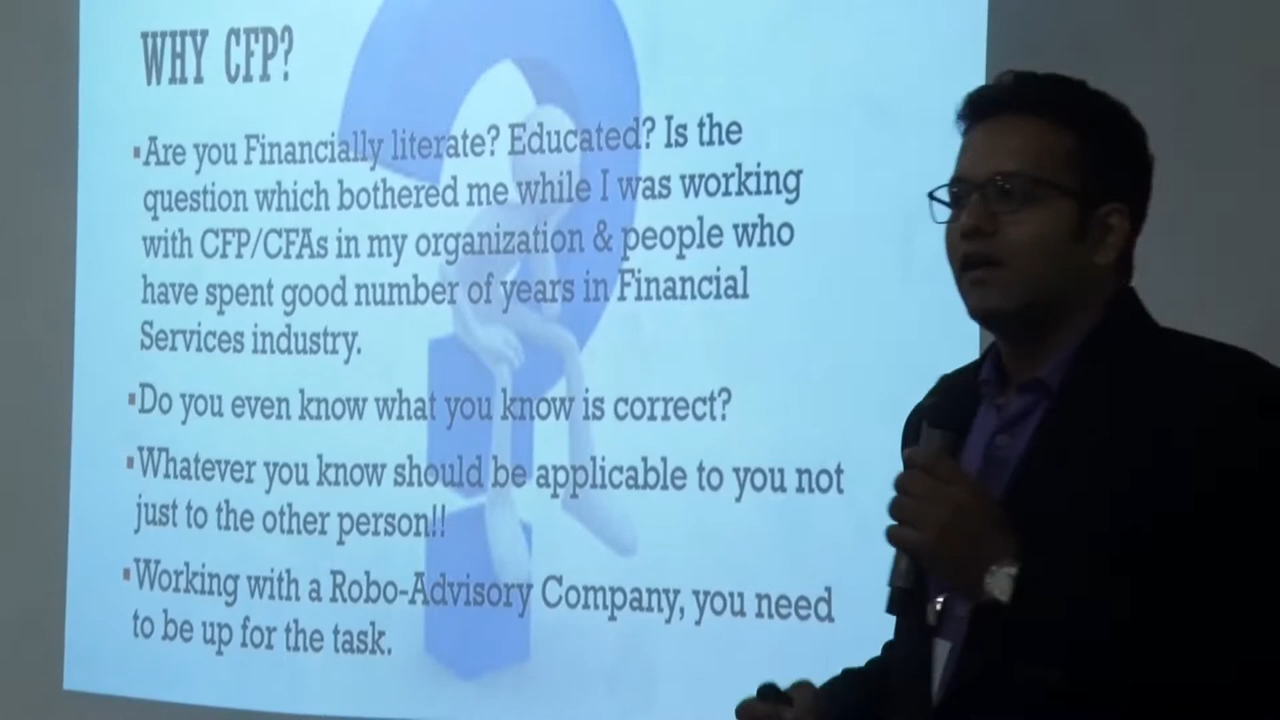 WHY CFP?
▪Are you Financially literate? Educated? Is the
question which bothered me while I was working
with CFP/CFAs in my organization & people who
have spent good number of years in Financial
Services industry.
▪Do you even know what you know is correct?
▪Whatever you know should be applicable to you not
just to the other person!!
▪Working with a Robo-Advisory Company, you need
to be up for the task.